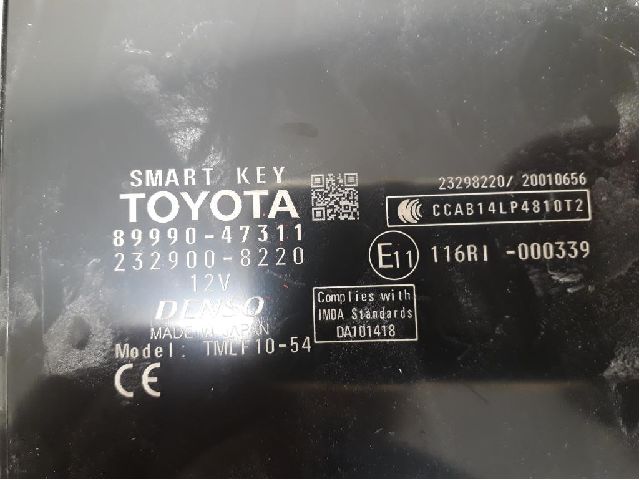 SMART KEY
TOYOTA
89990-47311
232900-8220
12V
DENSO
MADE IN JAPAN
Model: TMLF10-54
CE
23298220/ 20010656
CCC CCAB14LP4810T2
E11 116RI -000339
Complies with
IMDA Standards
DA101418